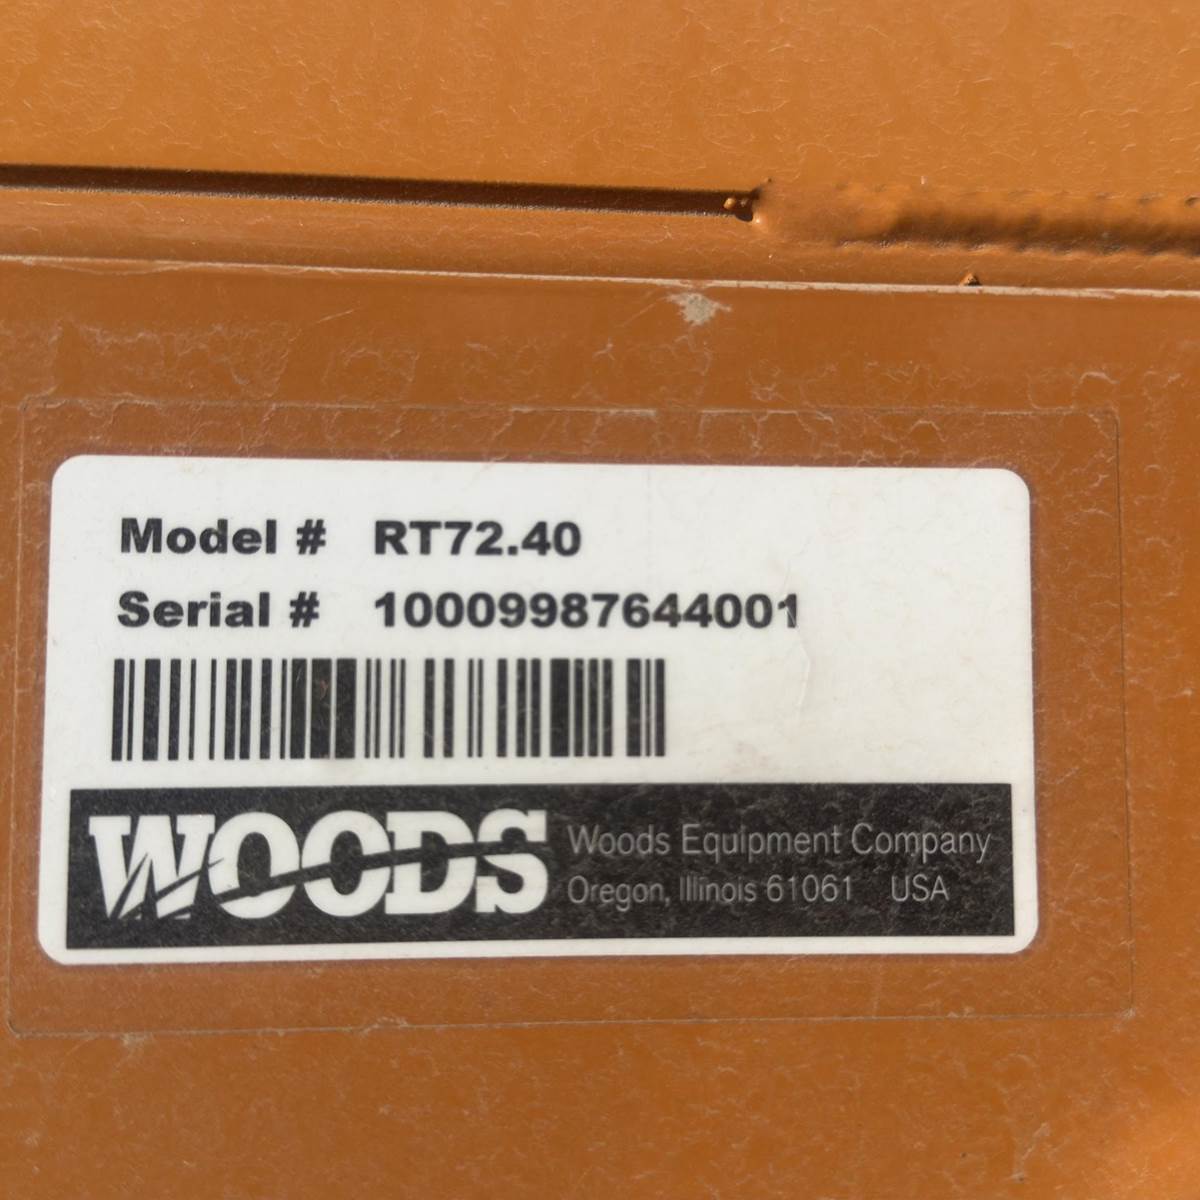 Model # RT72.40
Serial # 10009987644001
WOODS
Woods Equipment Company
Oregon, Illinois 61061 USA